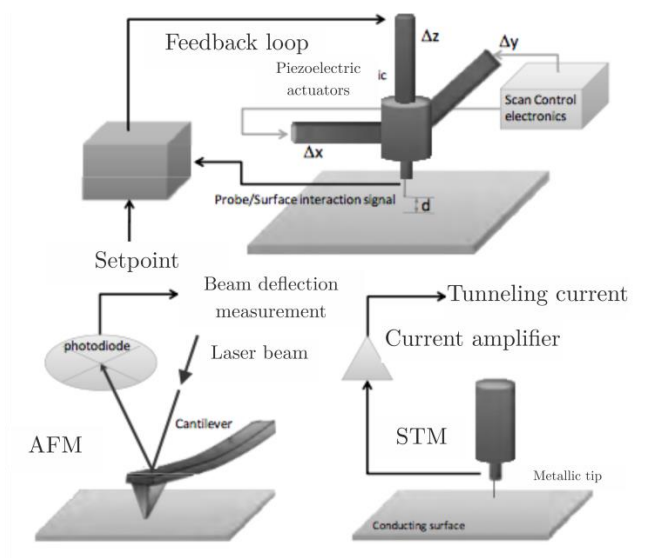 Feedback loop
Δz
Δy
Piezoelectric
actuators
ic
Scan Control
electronics
Δx
Probe/Surface interaction signal
d
Setpoint
Beam deflection
measurement
Tunneling current
photodiode
Laser beam
Current amplifier
Cantilever
AFM
STM
Metallic tip
Conducting surface